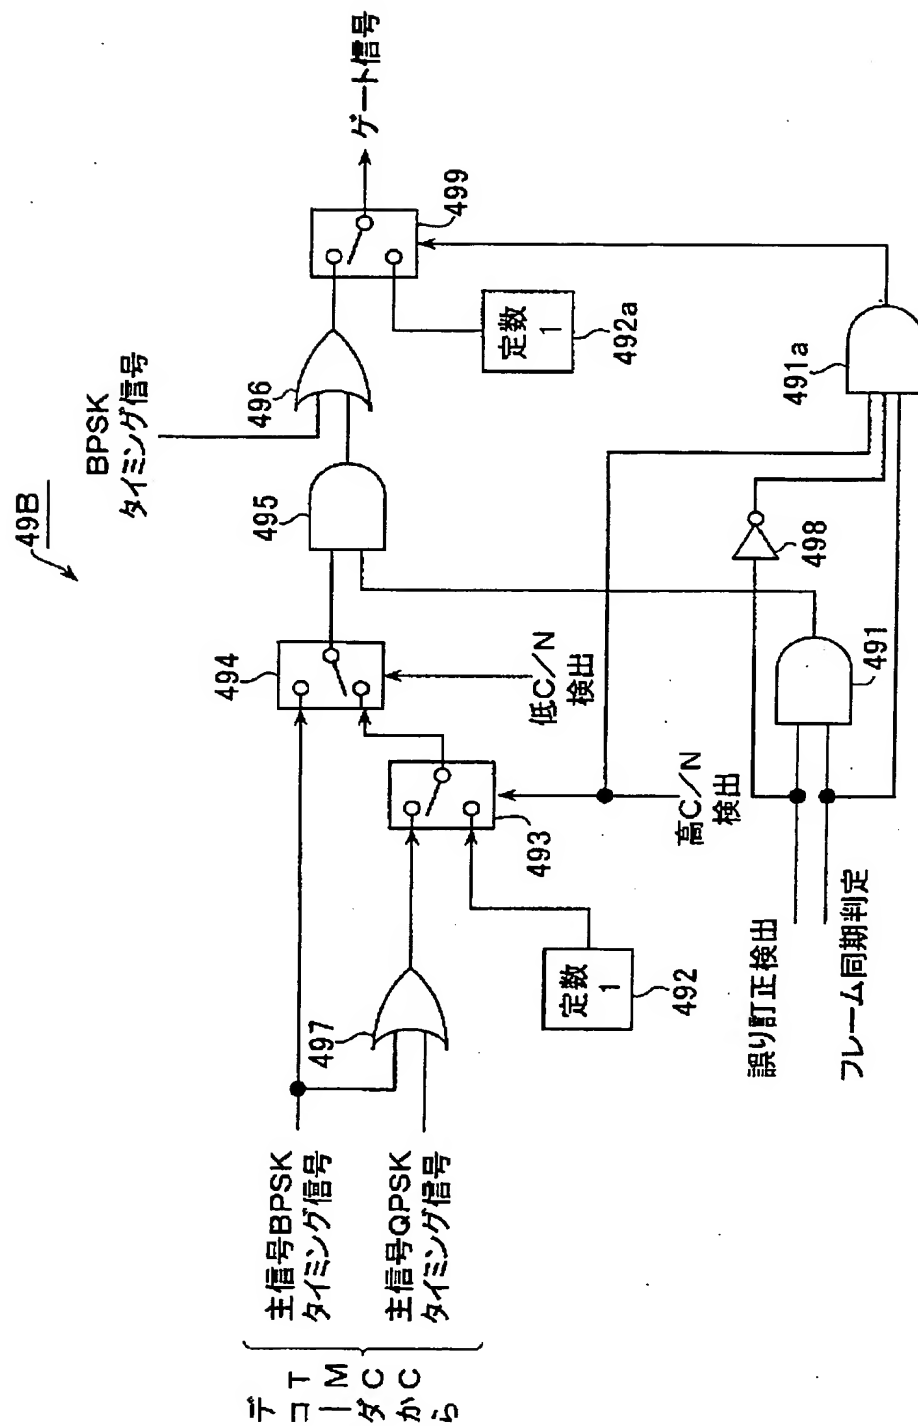 49B
デコーダから
TMCC
主信号BPSK
タイミング信号
主信号QPSK
タイミング信号
497
定数
1
492
493
高C/N
検出
494
低C/N
検出
495
BPSK
タイミング信号
496
定数
1
492a
499
ゲート信号
誤り訂正検出
フレーム同期判定
491
498
491a